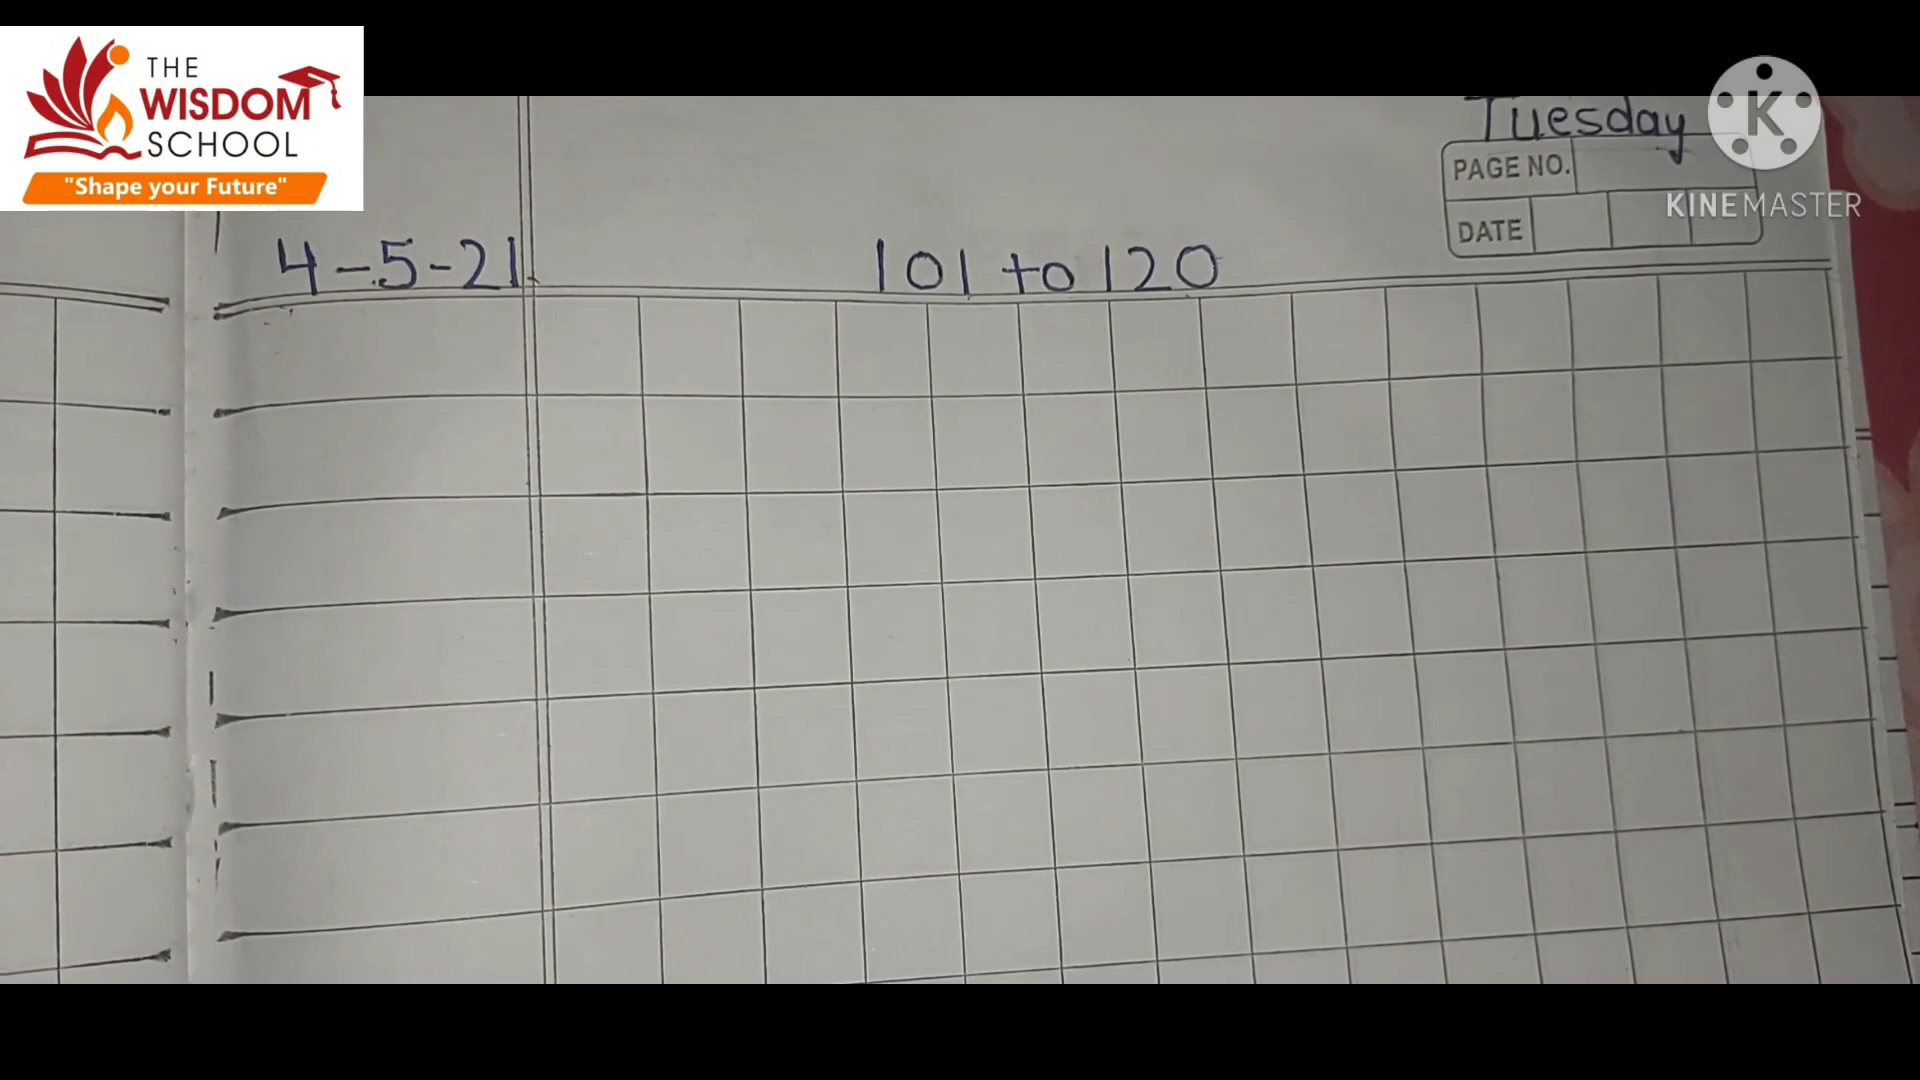 THE
WISDOM
SCHOOL
"Shape your Future"
Tuesday
K
KINEMASTER
PAGE NO.
DATE
4-5-21
101 to 120